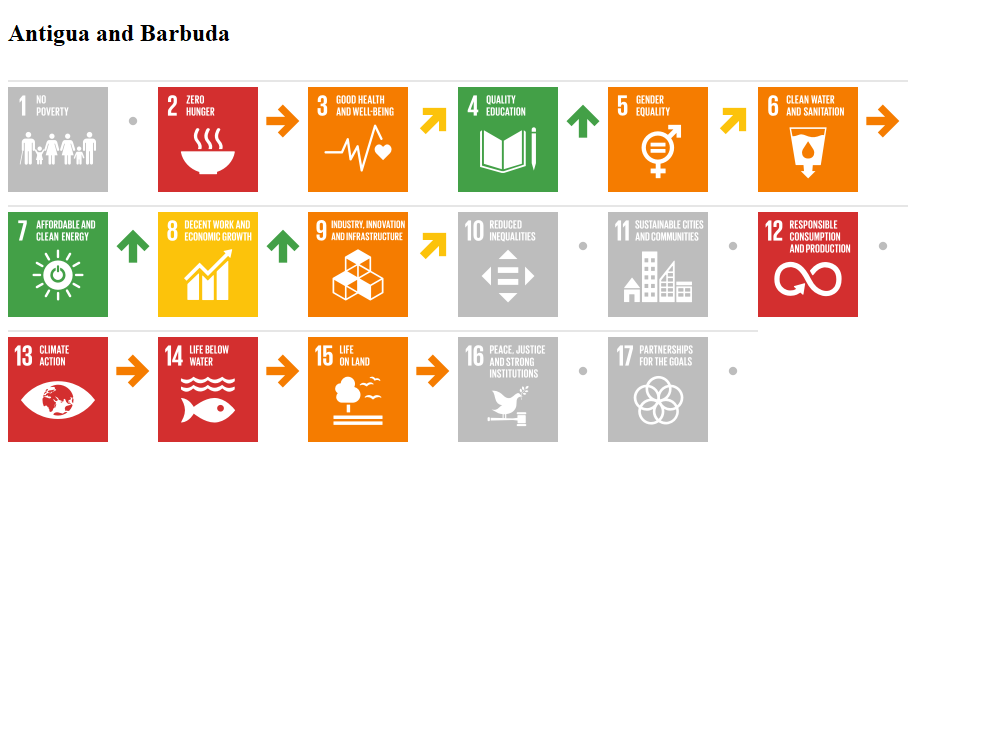 Antigua and Barbuda
1 NO
POVERTY
2 ZERO
HUNGER
3 GOOD HEALTH
AND WELL-BEING
4 QUALITY
EDUCATION
5 GENDER
EQUALITY
6 CLEAN WATER
AND SANITATION
7 AFFORDABLE AND
CLEAN ENERGY
8 DECENT WORK AND
ECONOMIC GROWTH
9 INDUSTRY, INNOVATION
AND INFRASTRUCTURE
10 REDUCED
INEQUALITIES
11 SUSTAINABLE CITIES
AND COMMUNITIES
12 RESPONSIBLE
CONSUMPTION
AND PRODUCTION
13 CLIMATE
ACTION
14 LIFE BELOW
WATER
15 LIFE
ON LAND
16 PEACE, JUSTICE
AND STRONG
INSTITUTIONS
17 PARTNERSHIPS
FOR THE GOALS